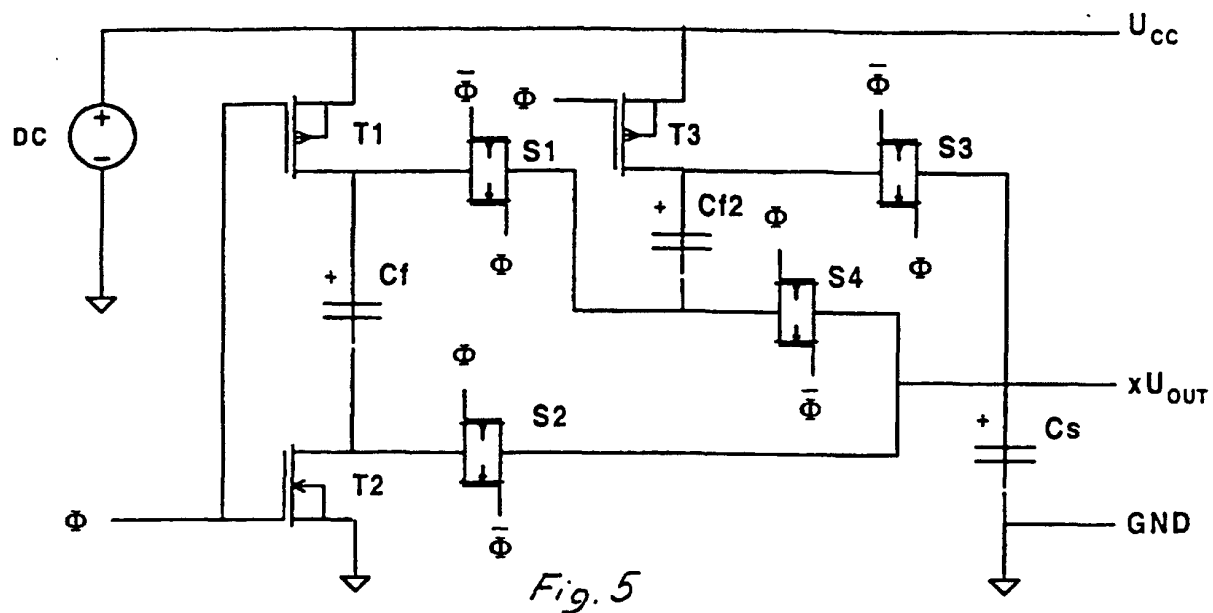 U_CC
Φ̄
Φ
Φ̄
DC
+
−
T1
S1
T3
S3
+
Cf2
Φ
Φ
Φ
+
Cf
S4
Φ
Φ̄
xU_OUT
S2
+
Cs
T2
Φ
Φ̄
GND
Fig. 5